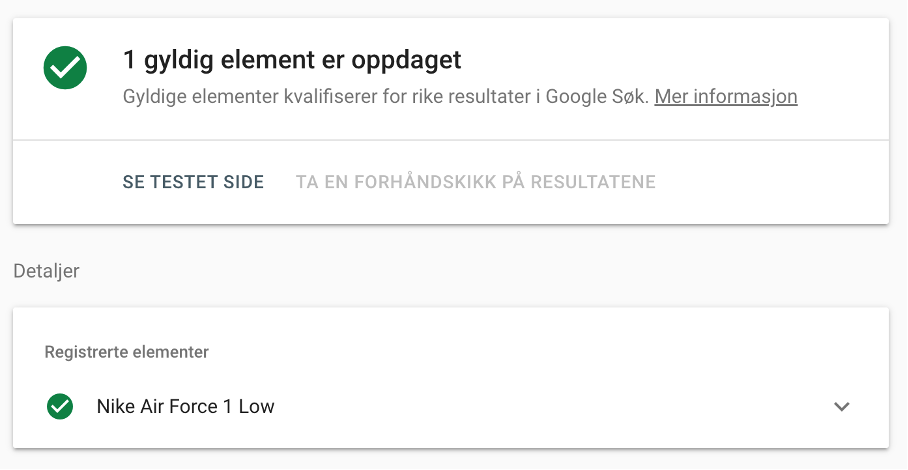 1 gyldig element er oppdaget
Gyldige elementer kvalifiserer for rike resultater i Google Søk. Mer informasjon
SE TESTET SIDE TA EN FORHÅNDSKIKK PÅ RESULTATENE
Detaljer
Registrerte elementer
Nike Air Force 1 Low